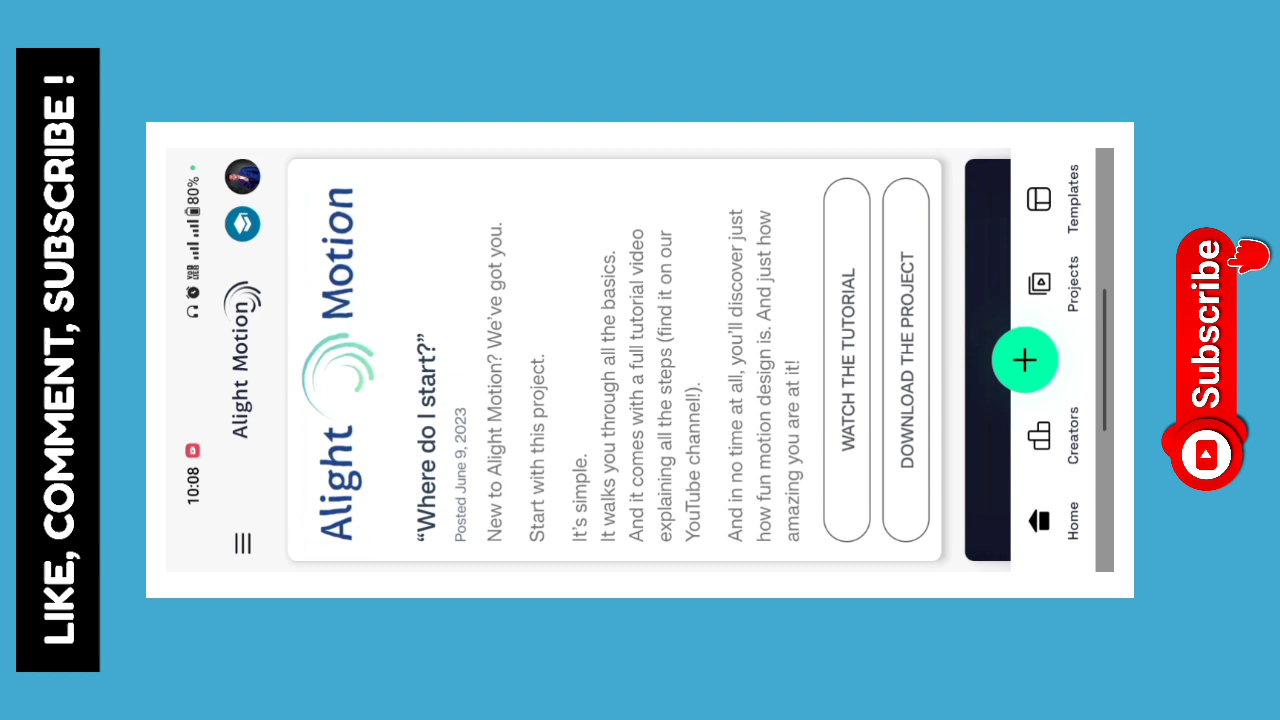 LIKE, COMMENT, SUBSCRIBE !
10:08
80%
Alight Motion
Alight Motion
“Where do I start?”
Posted June 9, 2023
New to Alight Motion? We’ve got you.
Start with this project.
It’s simple.
It walks you through all the basics.
And it comes with a full tutorial video
explaining all the steps (find it on our
YouTube channel!).
And in no time at all, you’ll discover just
how fun motion design is. And just how
amazing you are at it!
WATCH THE TUTORIAL
DOWNLOAD THE PROJECT
Home
Creators
Projects
Templates
Subscribe